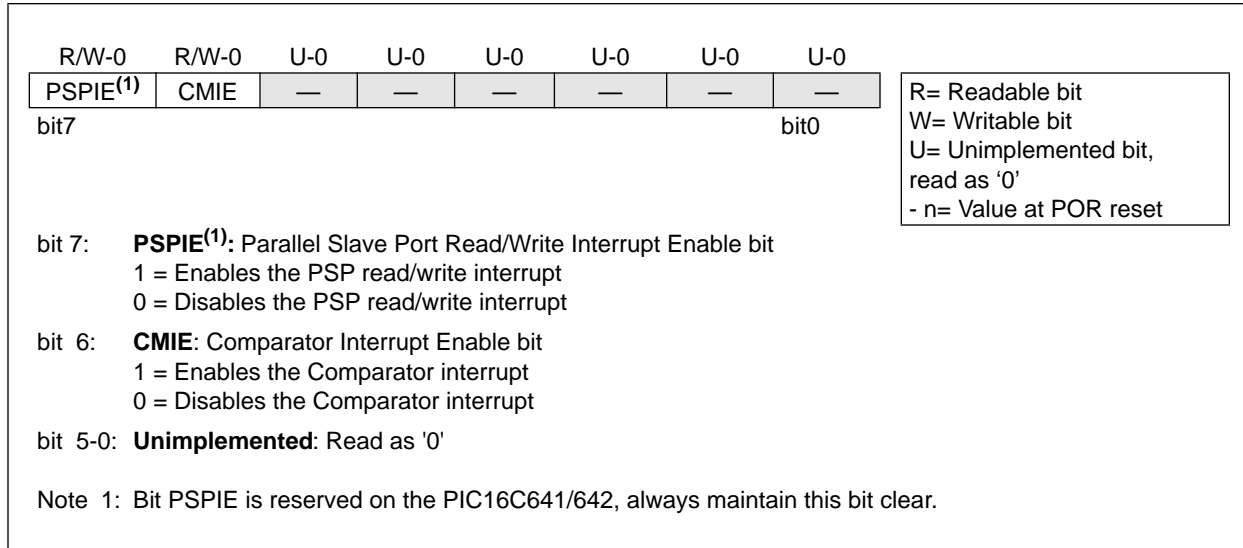 R/W-0 R/W-0 U-0 U-0 U-0 U-0 U-0 U-0
PSPIE(1) CMIE — — — — — —
bit7 bit0
R= Readable bit
W= Writable bit
U= Unimplemented bit,
read as ‘0’
- n= Value at POR reset
bit 7: PSPIE(1): Parallel Slave Port Read/Write Interrupt Enable bit
1 = Enables the PSP read/write interrupt
0 = Disables the PSP read/write interrupt
bit 6: CMIE: Comparator Interrupt Enable bit
1 = Enables the Comparator interrupt
0 = Disables the Comparator interrupt
bit 5-0: Unimplemented: Read as '0'
Note 1: Bit PSPIE is reserved on the PIC16C641/642, always maintain this bit clear.